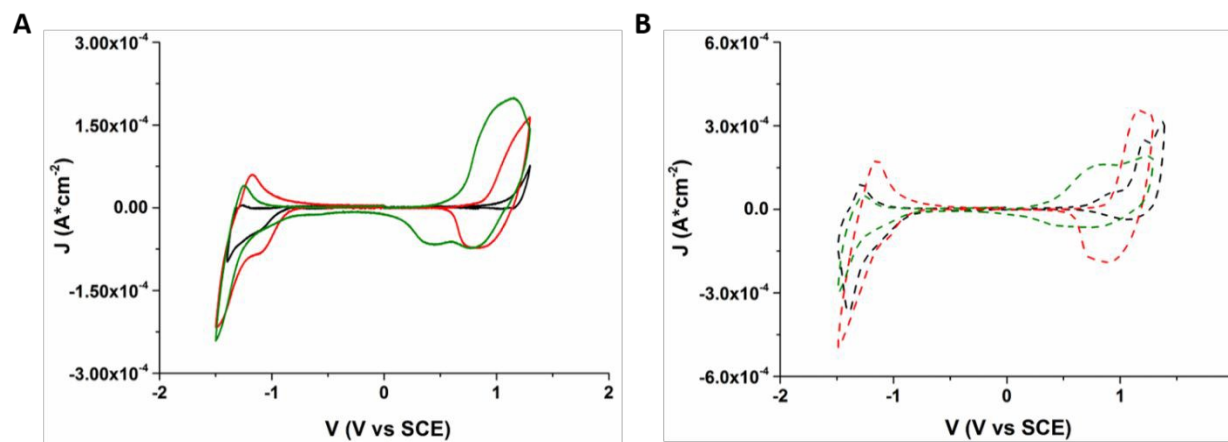 A
3.00x10⁻⁴
1.50x10⁻⁴
0.00
-1.50x10⁻⁴
-3.00x10⁻⁴
J (A*cm⁻²)
-2
-1
0
1
2
V (V vs SCE)
B
6.0x10⁻⁴
3.0x10⁻⁴
0.0
-3.0x10⁻⁴
-6.0x10⁻⁴
J (A*cm⁻²)
-2
-1
0
1
V (V vs SCE)